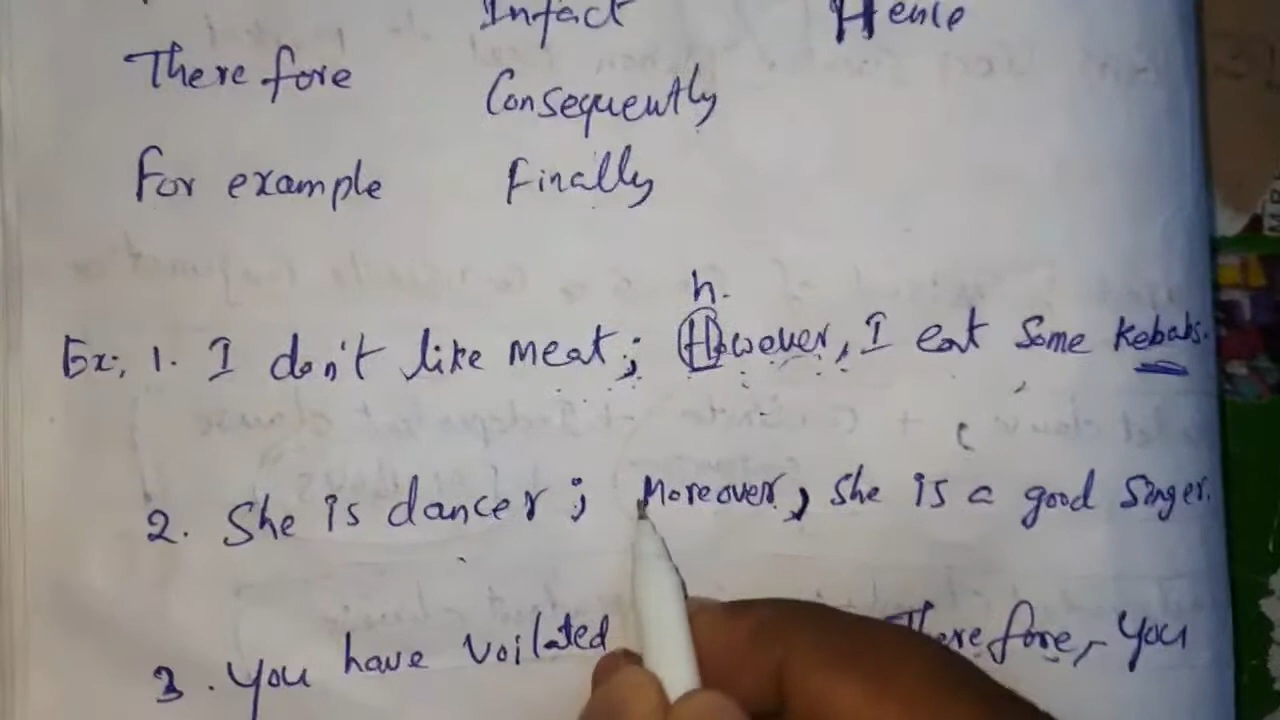 Infact Hence
Therefore Consequently
For example Finally
h.
Ex; 1. I don't like meat; However, I eat some kebabs.
2. She is dancer; Moreover, she is a good singer.
3. You have voilated Therefore, you